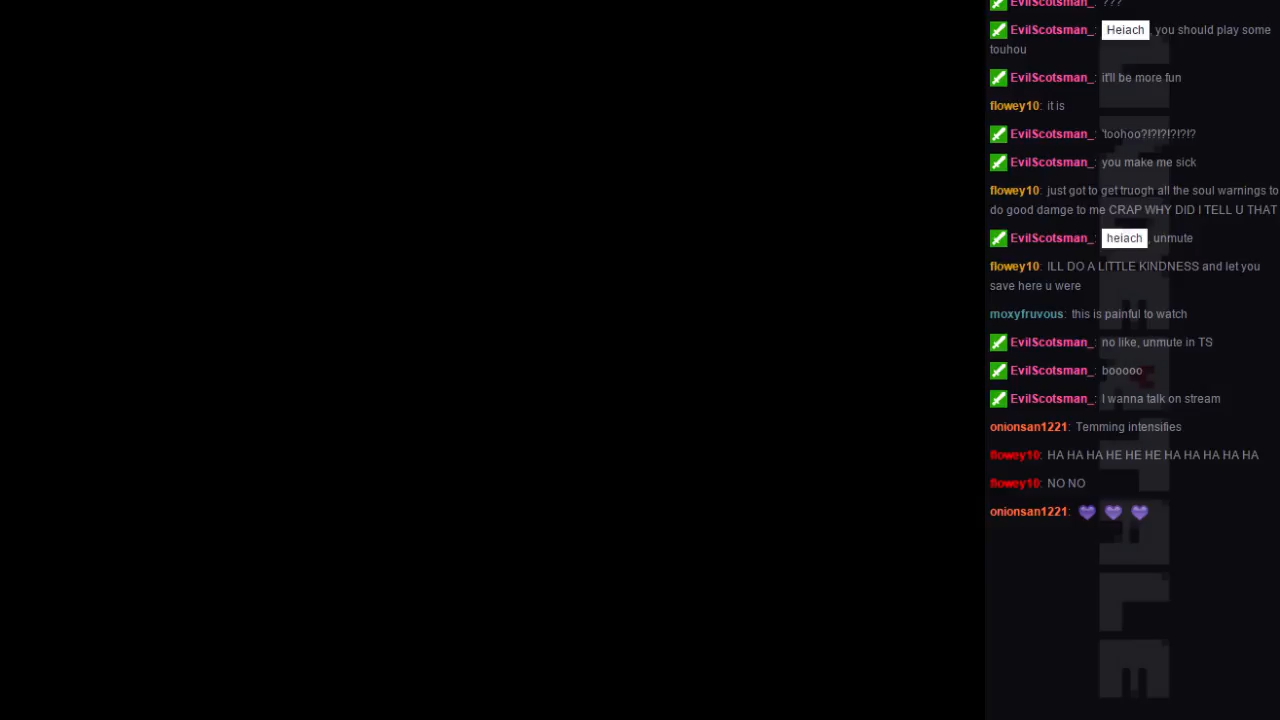 EvilScotsman_: ???
EvilScotsman_: Heiach, you should play some
touhou
EvilScotsman_: it'll be more fun
flowey10: it is
EvilScotsman_: 'toohoo?!?!?!?!?!?
EvilScotsman_: you make me sick
flowey10: just got to get truogh all the soul warnings to
do good damge to me CRAP WHY DID I TELL U THAT
EvilScotsman_: heiach, unmute
flowey10: ILL DO A LITTLE KINDNESS and let you
save here u were
moxyfruvous: this is painful to watch
EvilScotsman_: no like, unmute in TS
EvilScotsman_: booooo
EvilScotsman_: I wanna talk on stream
onionsan1221: Temming intensifies
flowey10: HA HA HA HE HE HE HA HA HA HA HA
flowey10: NO NO
onionsan1221: 💜 💜 💜
UNDERTALE